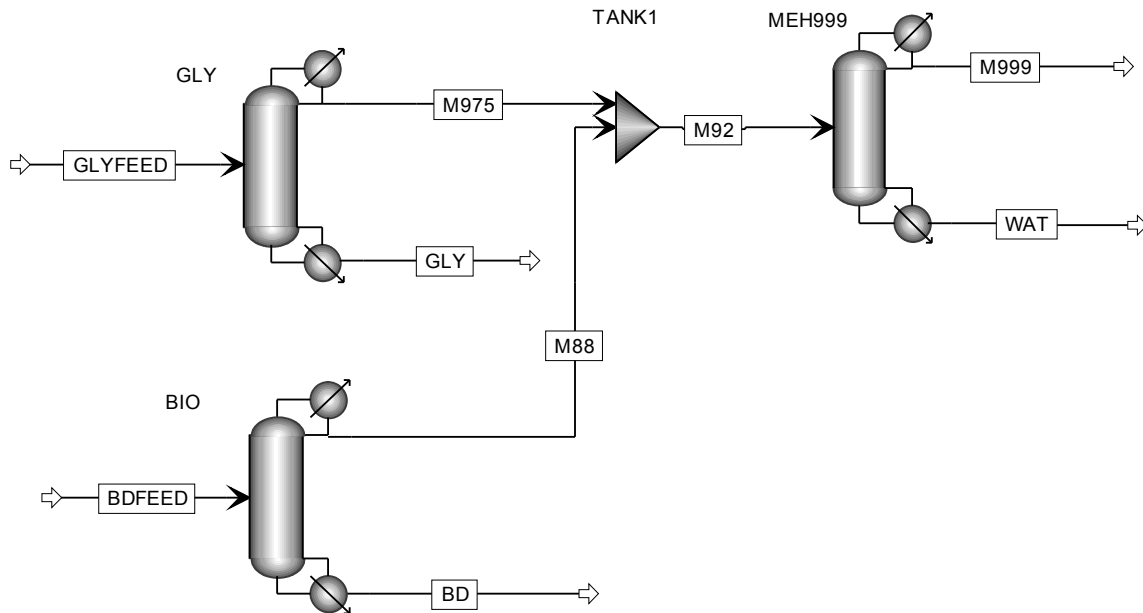 TANK1
MEH999
GLY
M999
M975
M92
GLYFEED
WAT
GLY
M88
BIO
BDFEED
BD